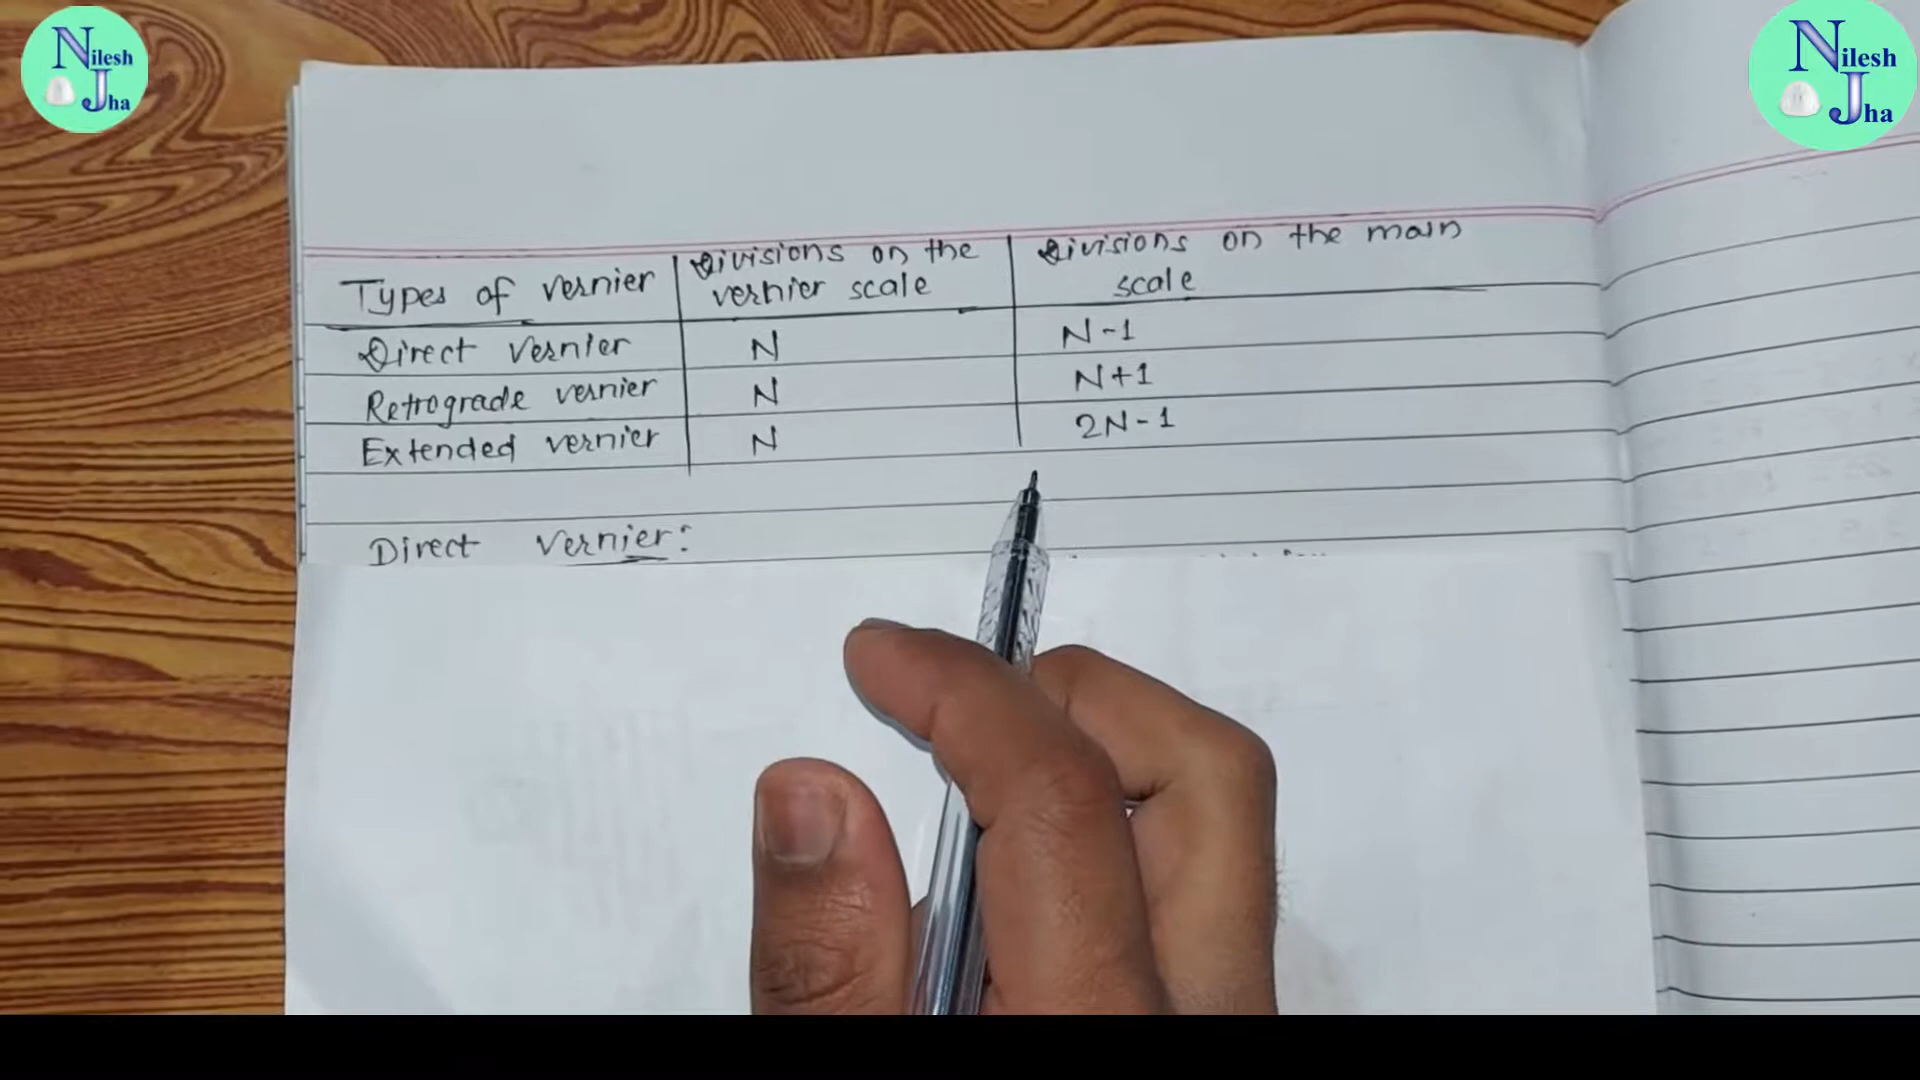 Nilesh
Jha
Nilesh
Jha
Types of vernier
Divisions on the
vernier scale
Divisions on the main
scale
Direct vernier N N-1
Retrograde vernier N N+1
Extended vernier N 2N-1
Direct vernier: